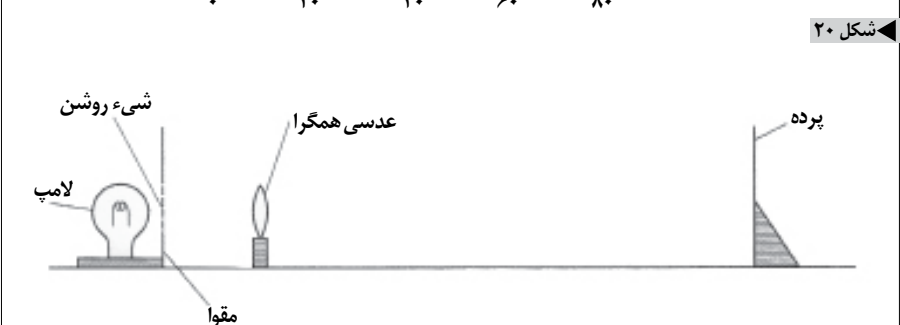 شکل ۲۰
شیء روشن
عدسی همگرا
پرده
لامپ
مقوا